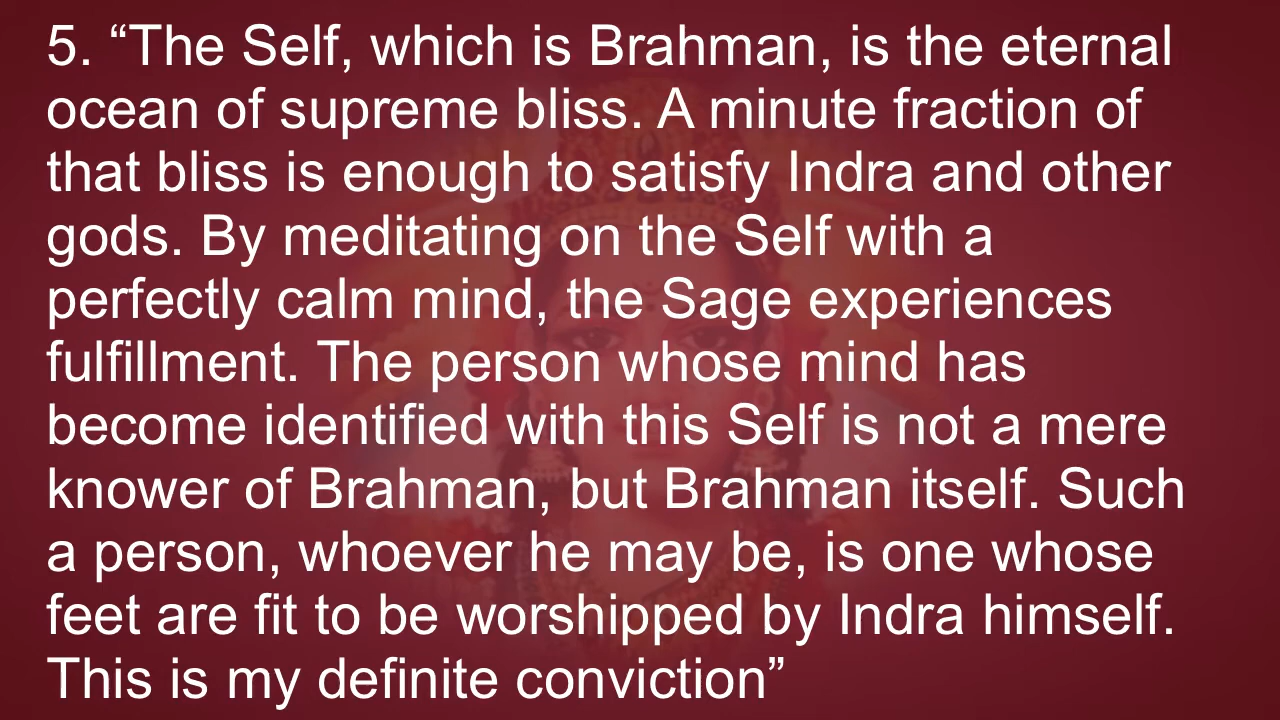 5. “The Self, which is Brahman, is the eternal
ocean of supreme bliss. A minute fraction of
that bliss is enough to satisfy Indra and other
gods. By meditating on the Self with a
perfectly calm mind, the Sage experiences
fulfillment. The person whose mind has
become identified with this Self is not a mere
knower of Brahman, but Brahman itself. Such
a person, whoever he may be, is one whose
feet are fit to be worshipped by Indra himself.
This is my definite conviction”